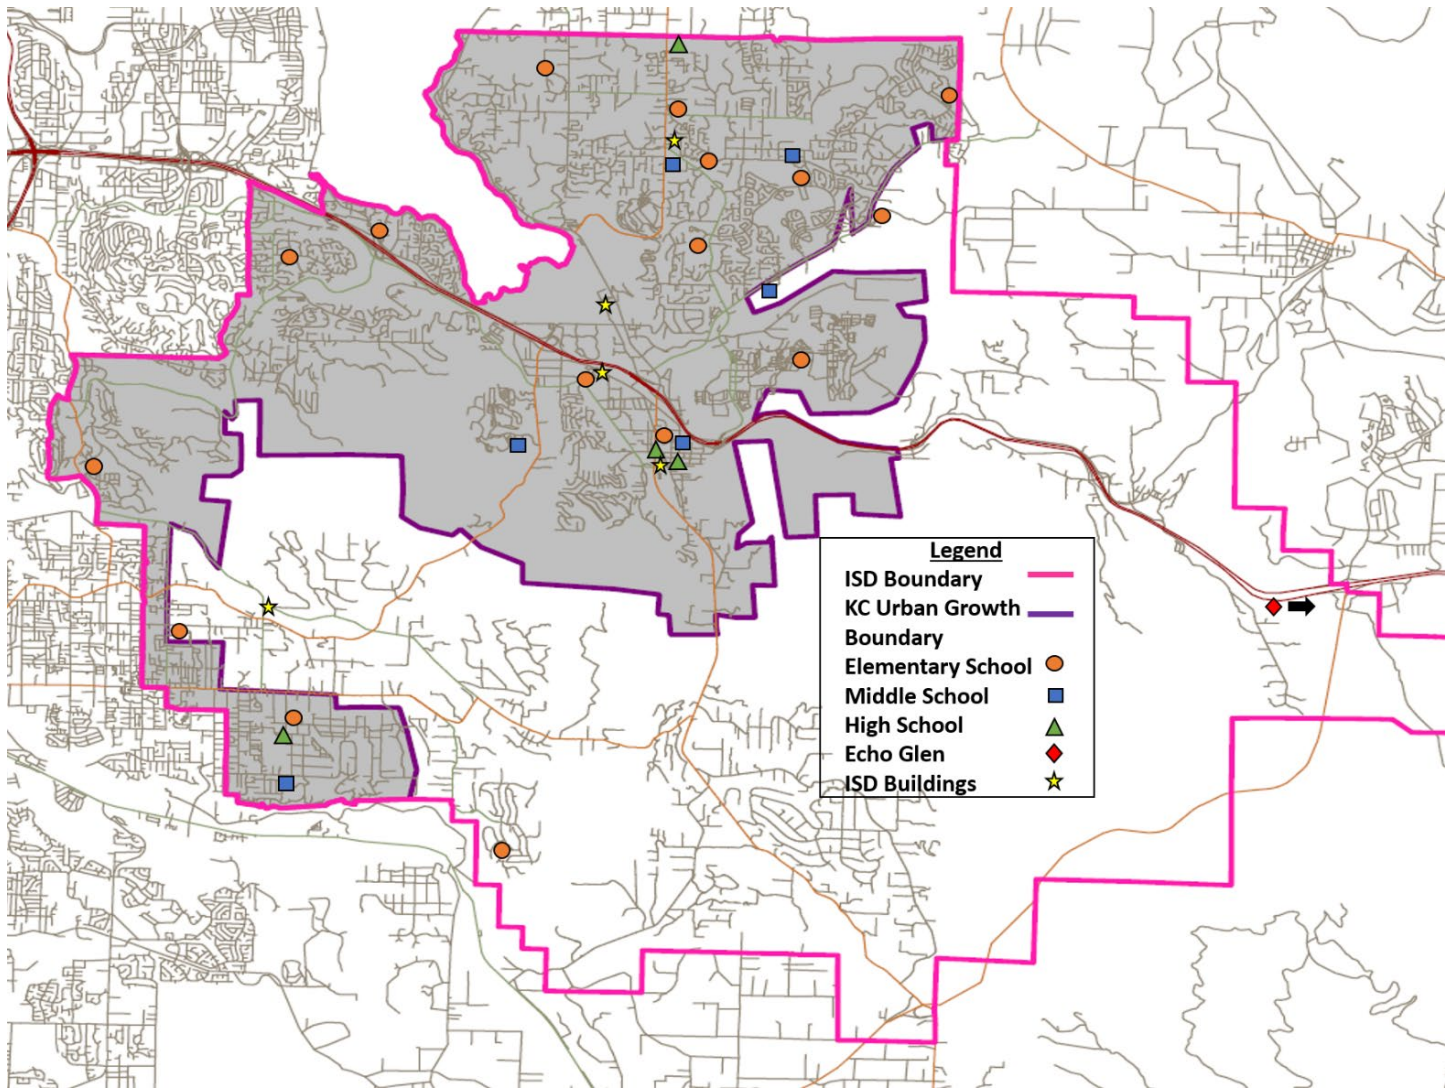 Legend
ISD Boundary
KC Urban Growth
Boundary
Elementary School
Middle School
High School
Echo Glen
ISD Buildings